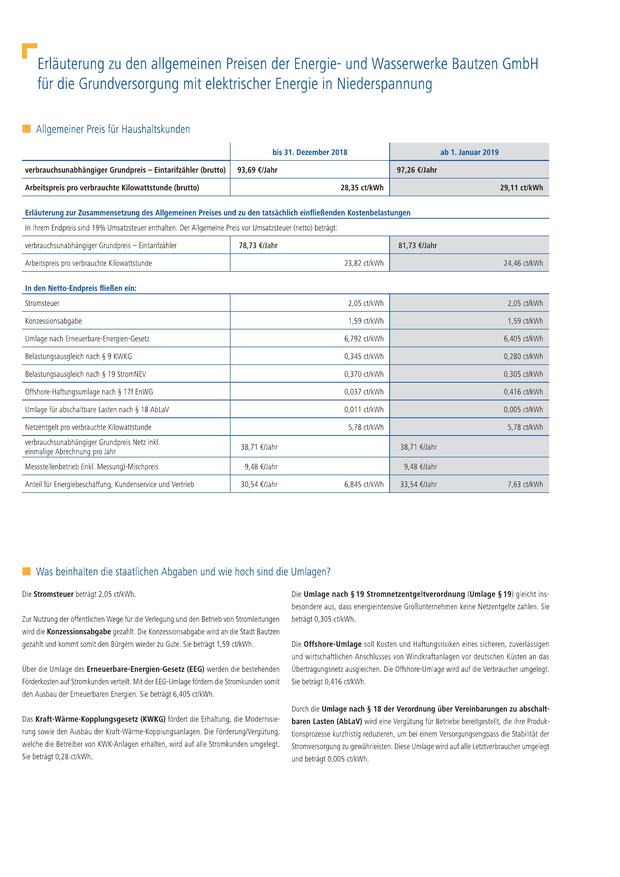 Erläuterung zu den allgemeinen Preisen der Energie- und Wasserwerke Bautzen GmbH
für die Grundversorgung mit elektrischer Energie in Niederspannung
Allgemeiner Preis für Haushaltskunden
bis 31. Dezember 2018 ab 1. Januar 2019
verbrauchsunabhängiger Grundpreis – Eintarifzähler (brutto) 93,69 €/Jahr 97,26 €/Jahr
Arbeitspreis pro verbrauchte Kilowattstunde (brutto) 28,35 ct/kWh 29,11 ct/kWh
Erläuterung zur Zusammensetzung des Allgemeinen Preises und zu den tatsächlich einfließenden Kostenbelastungen
In Ihrem Endpreis sind 19% Umsatzsteuer enthalten. Der Allgemeine Preis vor Umsatzsteuer (netto) beträgt:
verbrauchsunabhängiger Grundpreis – Eintarifzähler 78,73 €/Jahr 81,73 €/Jahr
Arbeitspreis pro verbrauchte Kilowattstunde 23,82 ct/kWh 24,46 ct/kWh
In den Netto-Endpreis fließen ein:
Stromsteuer 2,05 ct/kWh 2,05 ct/kWh
Konzessionsabgabe 1,59 ct/kWh 1,59 ct/kWh
Umlage nach Erneuerbare-Energien-Gesetz 6,792 ct/kWh 6,405 ct/kWh
Belastungsausgleich nach § 9 KWKG 0,345 ct/kWh 0,280 ct/kWh
Belastungsausgleich nach § 19 StromNEV 0,370 ct/kWh 0,305 ct/kWh
Offshore-Haftungsumlage nach § 17f EnWG 0,037 ct/kWh 0,416 ct/kWh
Umlage für abschaltbare Lasten nach § 18 AbLaV 0,011 ct/kWh 0,005 ct/kWh
Netzentgelt pro verbrauchte Kilowattstunde 5,78 ct/kWh 5,78 ct/kWh
verbrauchsunabhängiger Grundpreis Netz inkl.
einmalige Abrechnung pro Jahr 38,71 €/Jahr 38,71 €/Jahr
Messstellenbetrieb (inkl. Messung)-Mischpreis 9,48 €/Jahr 9,48 €/Jahr
Anteil für Energiebeschaffung, Kundenservice und Vertrieb 30,54 €/Jahr 6,845 ct/kWh 33,54 €/Jahr 7,63 ct/kWh
Was beinhalten die staatlichen Abgaben und wie hoch sind die Umlagen?
Die Stromsteuer beträgt 2,05 ct/kWh.
Zur Nutzung der öffentlichen Wege für die Verlegung und den Betrieb von Stromleitungen
wird die Konzessionsabgabe gezahlt. Die Konzessionsabgabe wird an die Stadt Bautzen
gezahlt und kommt somit den Bürgern wieder zu Gute. Sie beträgt 1,59 ct/kWh.
Über die Umlage des Erneuerbare-Energien-Gesetz (EEG) werden die bestehenden
Förderkosten auf Stromkunden verteilt. Mit der EEG-Umlage fördern die Stromkunden somit
den Ausbau der Erneuerbaren Energien. Sie beträgt 6,405 ct/kWh.
Das Kraft-Wärme-Kopplungsgesetz (KWKG) fördert die Erhaltung, die Modernisie-
rung sowie den Ausbau der Kraft-Wärme-Kopplungsanlagen. Die Förderung/Vergütung,
welche die Betreiber von KWK-Anlagen erhalten, wird auf alle Stromkunden umgelegt.
Sie beträgt 0,28 ct/kWh.
Die Umlage nach § 19 Stromnetzentgeltverordnung (Umlage § 19) gleicht ins-
besondere aus, dass energieintensive Großunternehmen keine Netzentgelte zahlen. Sie
beträgt 0,305 ct/kWh.
Die Offshore-Umlage soll Kosten und Haftungsrisiken eines sicheren, zuverlässigen
und wirtschaftlichen Anschlusses von Windkraftanlagen vor deutschen Küsten an das
Übertragungsnetz ausgleichen. Die Offshore-Umlage wird auf die Verbraucher umgelegt.
Sie beträgt 0,416 ct/kWh.
Durch die Umlage nach § 18 der Verordnung über Vereinbarungen zu abschalt-
baren Lasten (AbLaV) wird eine Vergütung für Betriebe bereitgestellt, die ihre Produk-
tionsprozesse kurzfristig reduzieren, um bei einem Versorgungsengpass die Stabilität der
Stromversorgung zu gewährleisten. Diese Umlage wird auf alle Letztverbraucher umgelegt
und beträgt 0,005 ct/kWh.